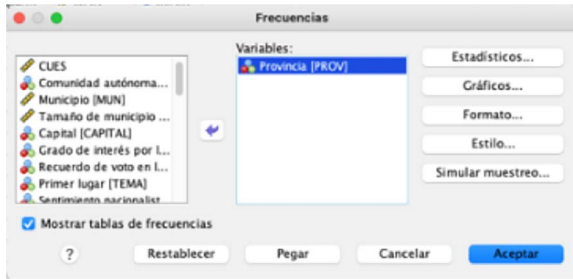 Frecuencias
CUES
Comunidad autónoma...
Municipio [MUN]
Tamaño de municipio ...
Capital [CAPITAL]
Grado de interés por l...
Recuerdo de voto en l...
Primer lugar [TEMA]
Sentimiento nacionalist
Variables:
Provincia [PROV]
Estadísticos...
Gráficos...
Formato...
Estilo...
Simular muestreo...
Mostrar tablas de frecuencias
?
Restablecer
Pegar
Cancelar
Aceptar